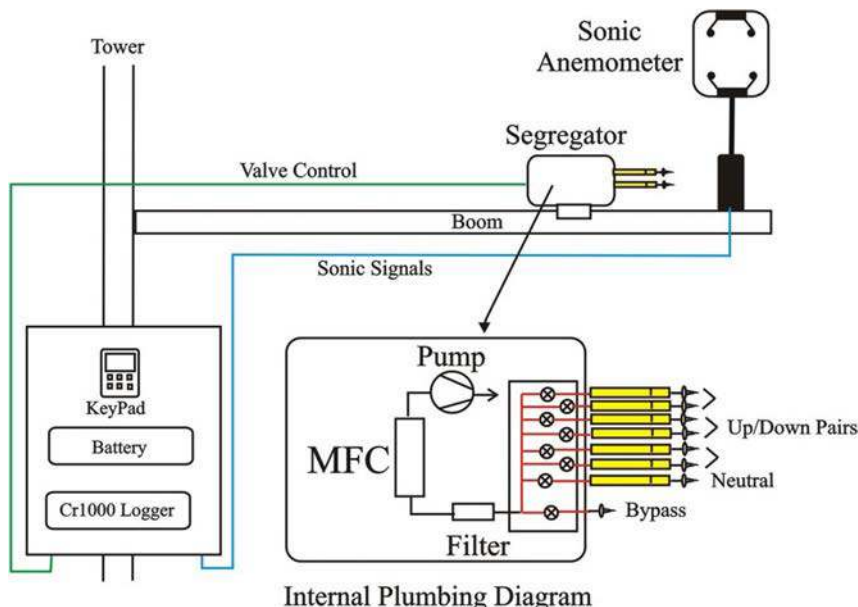 Tower
Sonic
Anemometer
Segregator
Valve Control
Boom
Sonic Signals
KeyPad
Battery
Cr1000 Logger
Pump
MFC
Filter
Up/Down Pairs
Neutral
Bypass
Internal Plumbing Diagram